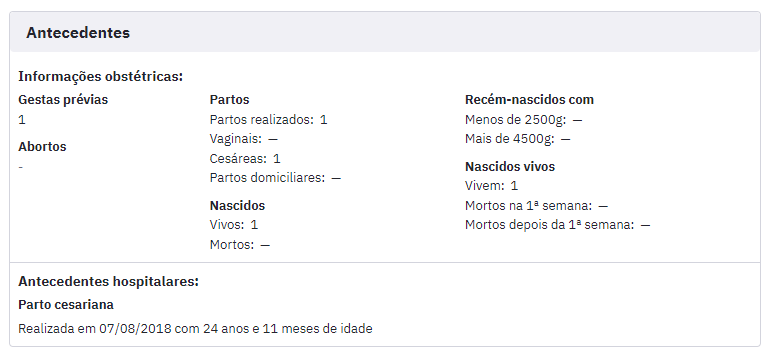 Antecedentes
Informações obstétricas:
Gestas prévias
1
Abortos
-
Partos
Partos realizados: 1
Vaginais: —
Cesáreas: 1
Partos domiciliares: —
Nascidos
Vivos: 1
Mortos: —
Recém-nascidos com
Menos de 2500g: —
Mais de 4500g: —
Nascidos vivos
Vivem: 1
Mortos na 1ª semana: —
Mortos depois da 1ª semana: —
Antecedentes hospitalares:
Parto cesariana
Realizada em 07/08/2018 com 24 anos e 11 meses de idade